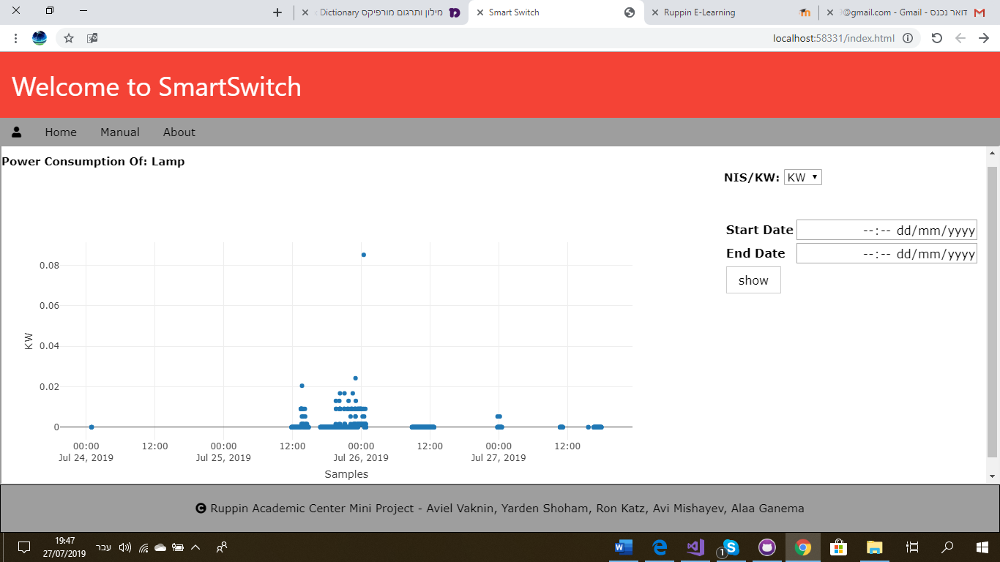 מילון ותרגום מורפיקס Dictionary
Smart Switch
Ruppin E-Learning
דואר נכנס - @gmail.com - Gmail
localhost:58331/index.html
Welcome to SmartSwitch
Home Manual About
Power Consumption Of: Lamp
NIS/KW: KW
Start Date --:-- dd/mm/yyyy
End Date --:-- dd/mm/yyyy
show
0.08
0.06
0.04
0.02
0
KW
00:00 12:00 00:00 12:00 00:00 12:00 00:00 12:00
Jul 24, 2019 Jul 25, 2019 Jul 26, 2019 Jul 27, 2019
Samples
Ruppin Academic Center Mini Project - Aviel Vaknin, Yarden Shoham, Ron Katz, Avi Mishayev, Alaa Ganema
19:47
27/07/2019
עבר
1